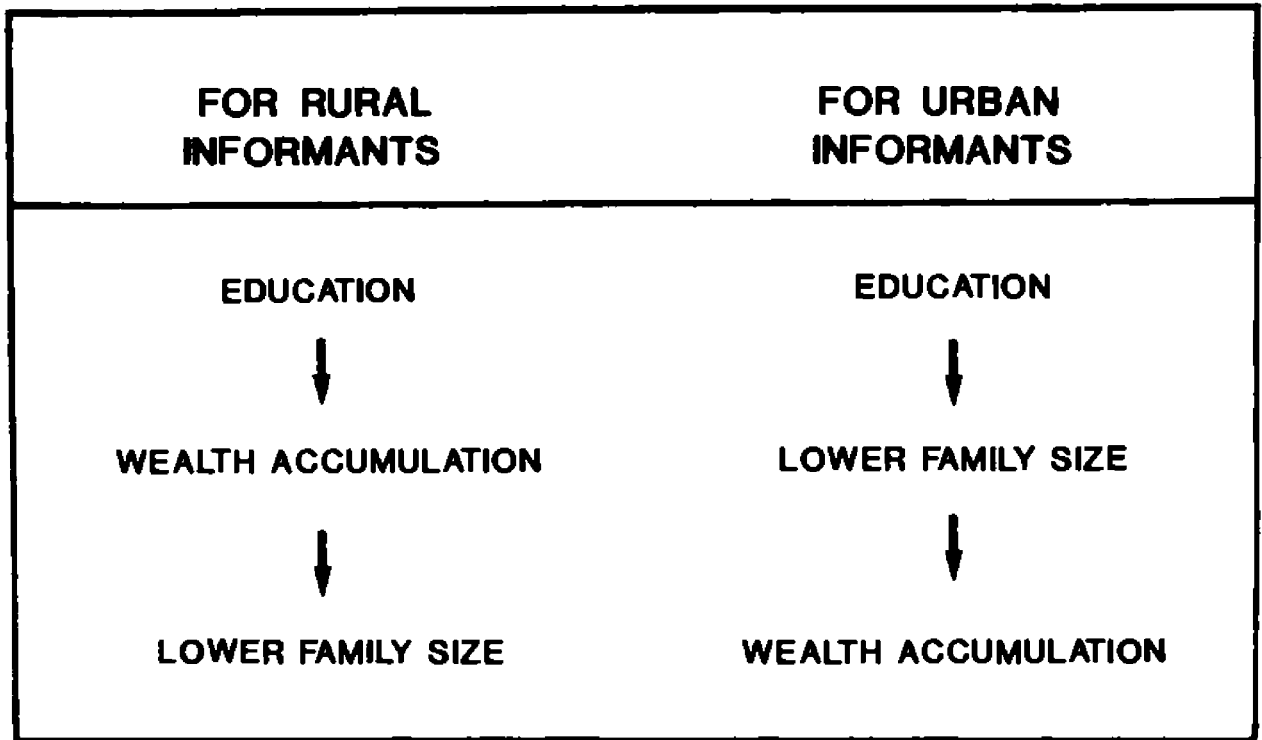 FOR RURAL
INFORMANTS
FOR URBAN
INFORMANTS
EDUCATION
WEALTH ACCUMULATION
LOWER FAMILY SIZE
EDUCATION
LOWER FAMILY SIZE
WEALTH ACCUMULATION